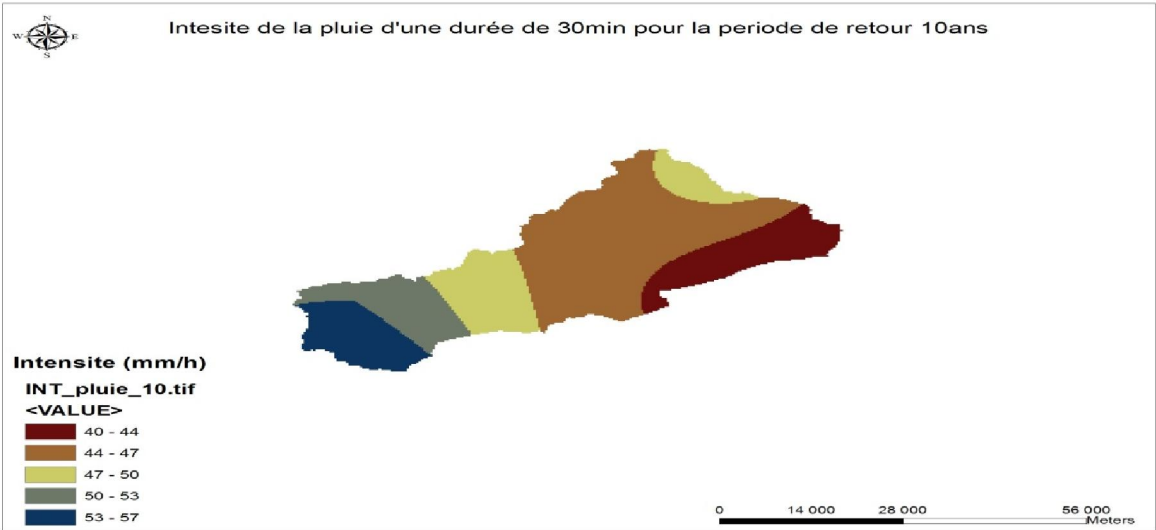 N
W E
S
Intesite de la pluie d'une durée de 30min pour la periode de retour 10ans
Intensite (mm/h)
INT_pluie_10.tif
<VALUE>
40 - 44
44 - 47
47 - 50
50 - 53
53 - 57
0 14 000 28 000 56 000
Meters